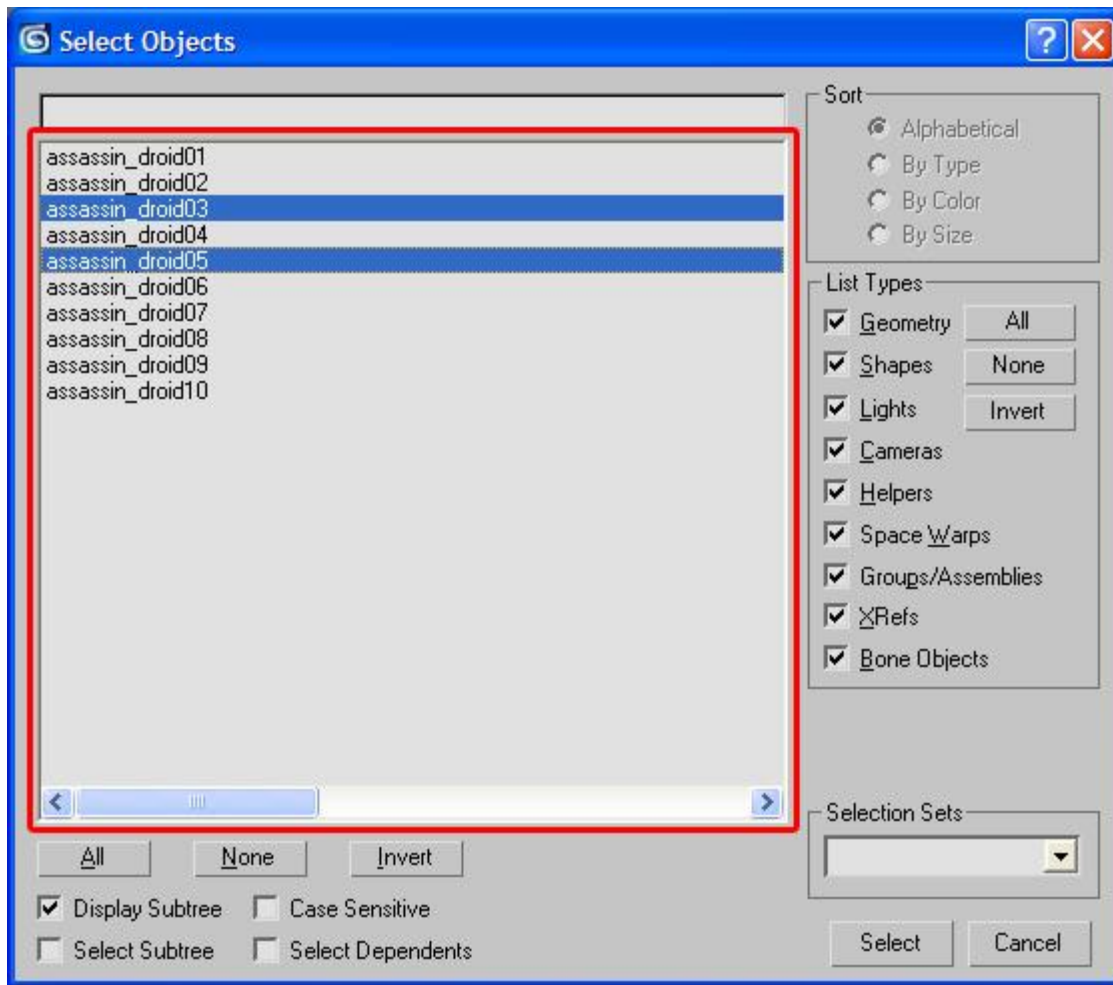 Select Objects
assassin_droid01
assassin_droid02
assassin_droid03
assassin_droid04
assassin_droid05
assassin_droid06
assassin_droid07
assassin_droid08
assassin_droid09
assassin_droid10
All None Invert
Display Subtree Case Sensitive
Select Subtree Select Dependents
Sort
Alphabetical
By Type
By Color
By Size
List Types
Geometry All
Shapes None
Lights Invert
Cameras
Helpers
Space Warps
Groups/Assemblies
XRefs
Bone Objects
Selection Sets
Select Cancel